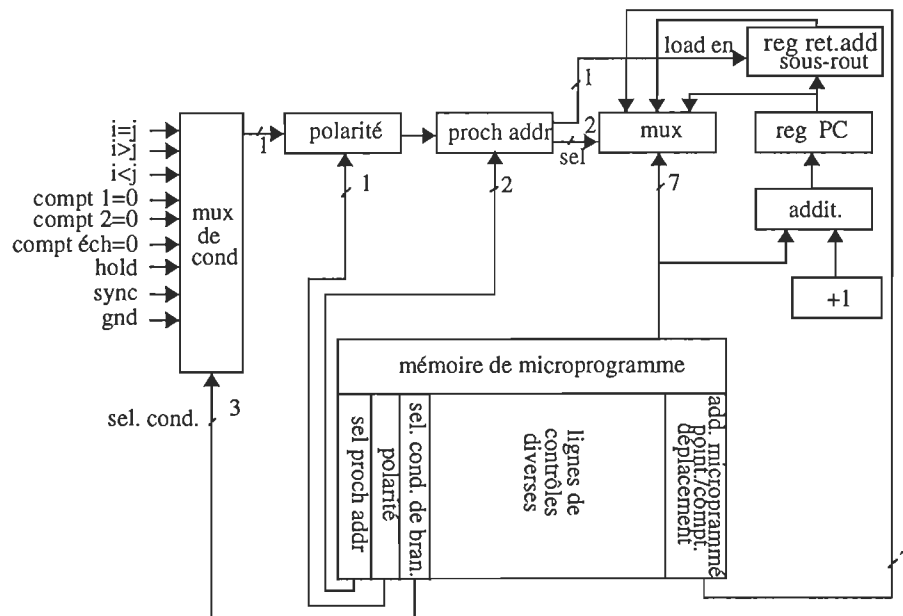 load en
reg ret.add
sous-rout
1
i=j
i>j
i<j
compt 1=0
compt 2=0
compt éch=0
hold
sync
gnd
mux
de
cond
1
polarité
proch addr
2
sel
mux
reg PC
1
2
7
addit.
+1
sel. cond.
3
mémoire de microprogramme
sel proch addr
polarité
sel. cond. de bran.
lignes de
contrôles
diverses
add. microprammé
point./compt.
déplacement